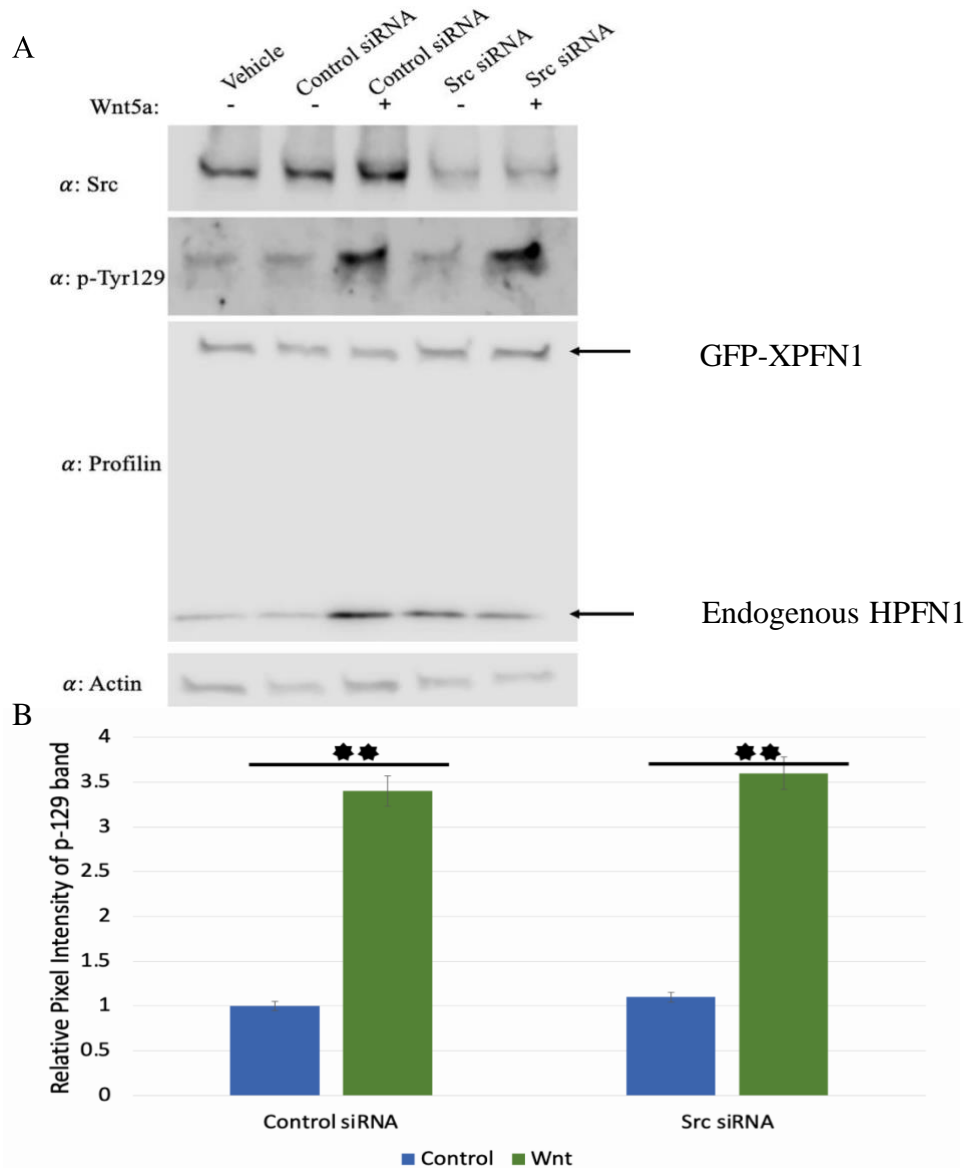 A
Vehicle
Control siRNA
Control siRNA
Src siRNA
Src siRNA
Wnt5a: - - + - +
α: Src
α: p-Tyr129
GFP-XPFN1
α: Profilin
Endogenous HPFN1
α: Actin
B
Relative Pixel Intensity of p-129 band
4
3.5
3
2.5
2
1.5
1
0.5
0
Control siRNA Src siRNA
Control Wnt